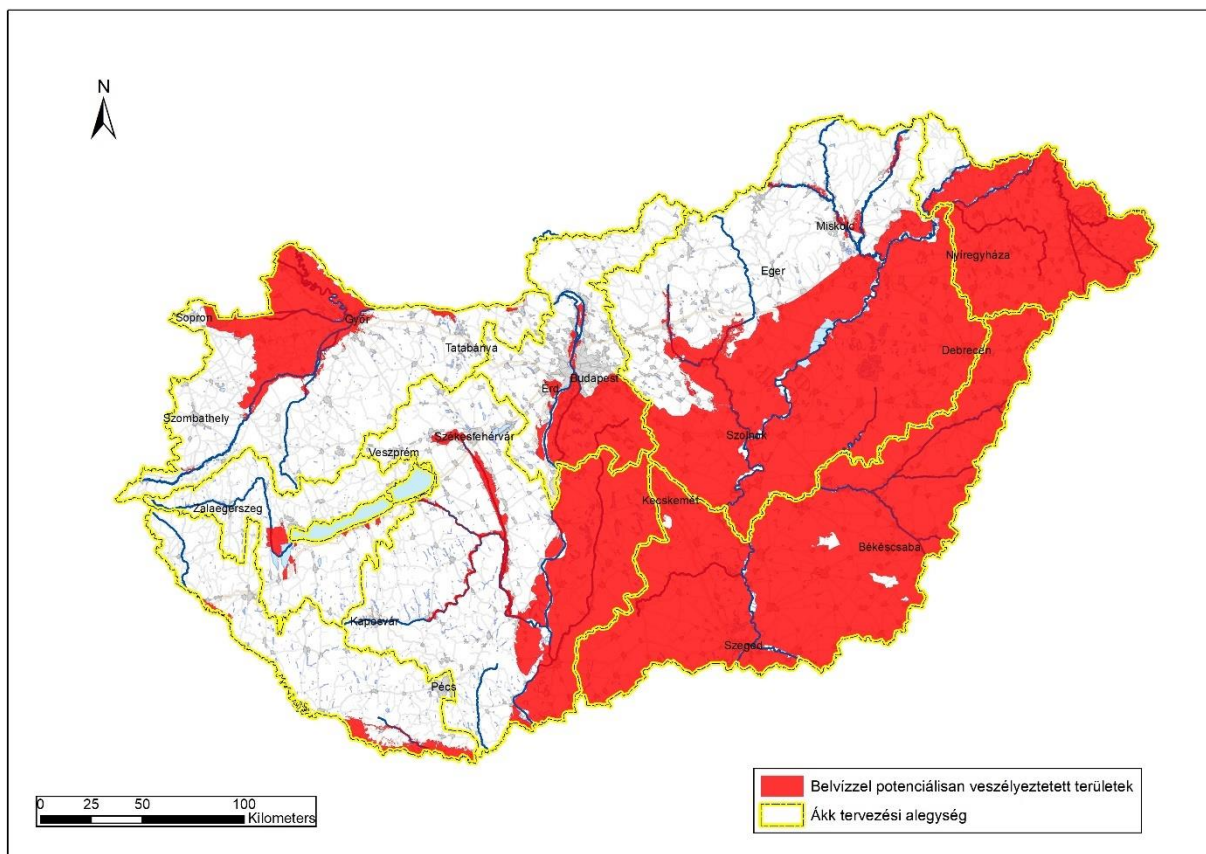 N
Miskolc
Nyíregyháza
Eger
Sopron
Győr
Debrecen
Tatabánya
Budapest
Érd
Szombathely
Székesfehérvár
Szolnok
Veszprém
Kecskemét
Zalaegerszeg
Békéscsaba
Kaposvár
Szeged
Pécs
Belvízzel potenciálisan veszélyeztetett területek
Ákk tervezési alegység
0 25 50 100
Kilometers